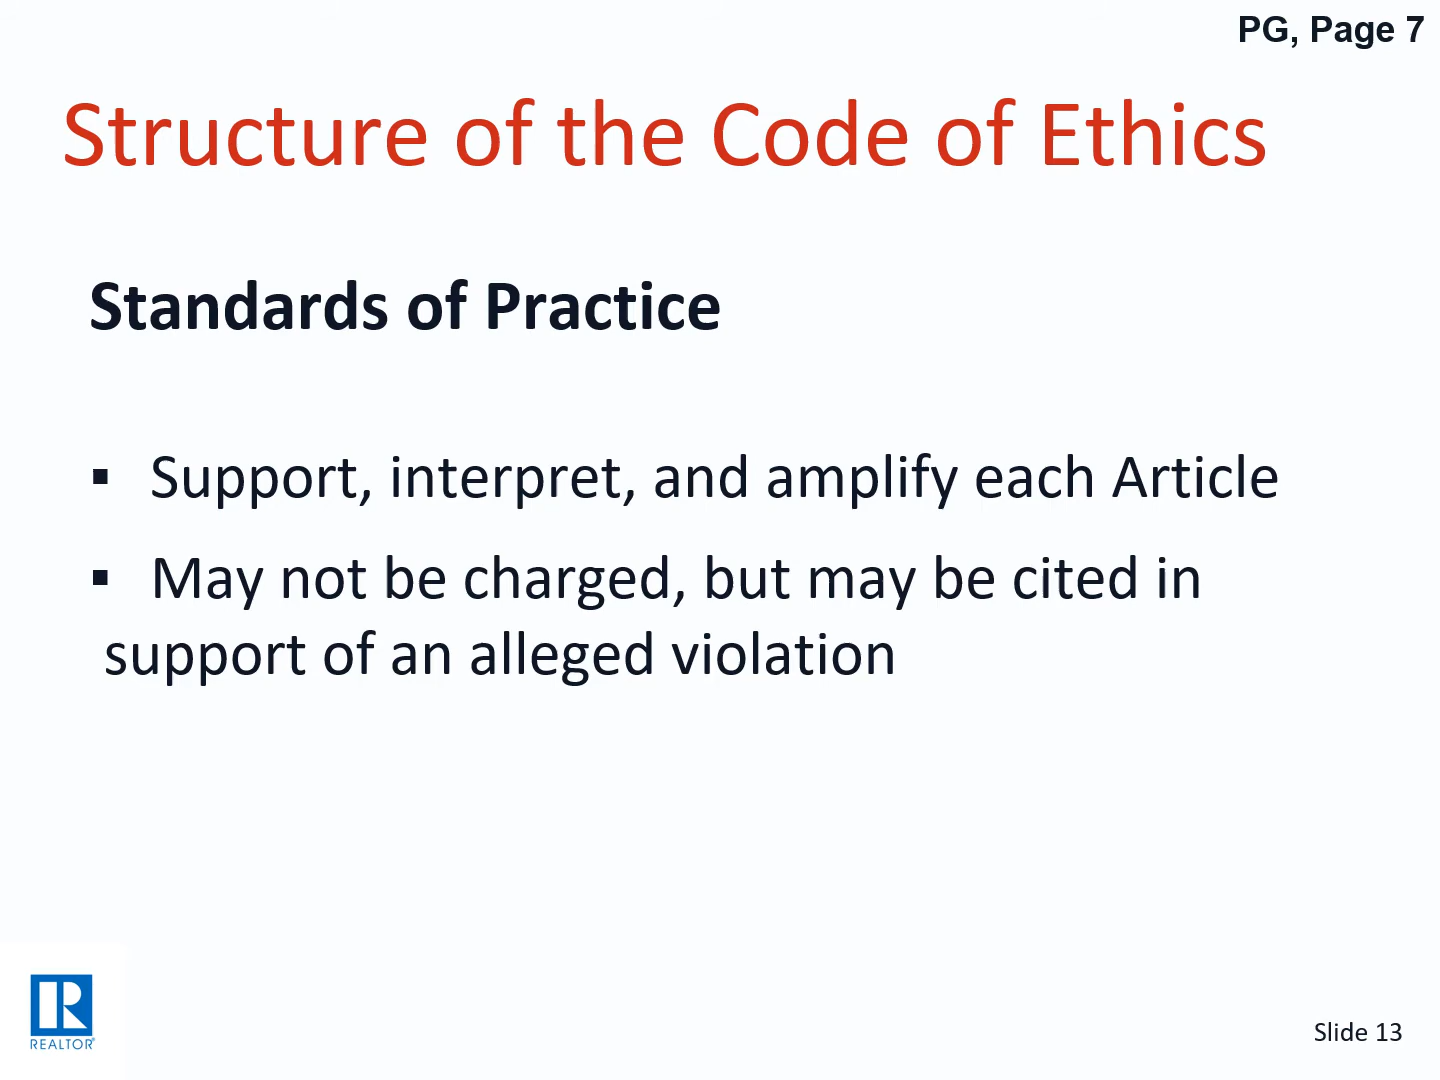 PG, Page 7
Structure of the Code of Ethics
Standards of Practice
▪ Support, interpret, and amplify each Article
▪ May not be charged, but may be cited in
support of an alleged violation
REALTOR®
Slide 13